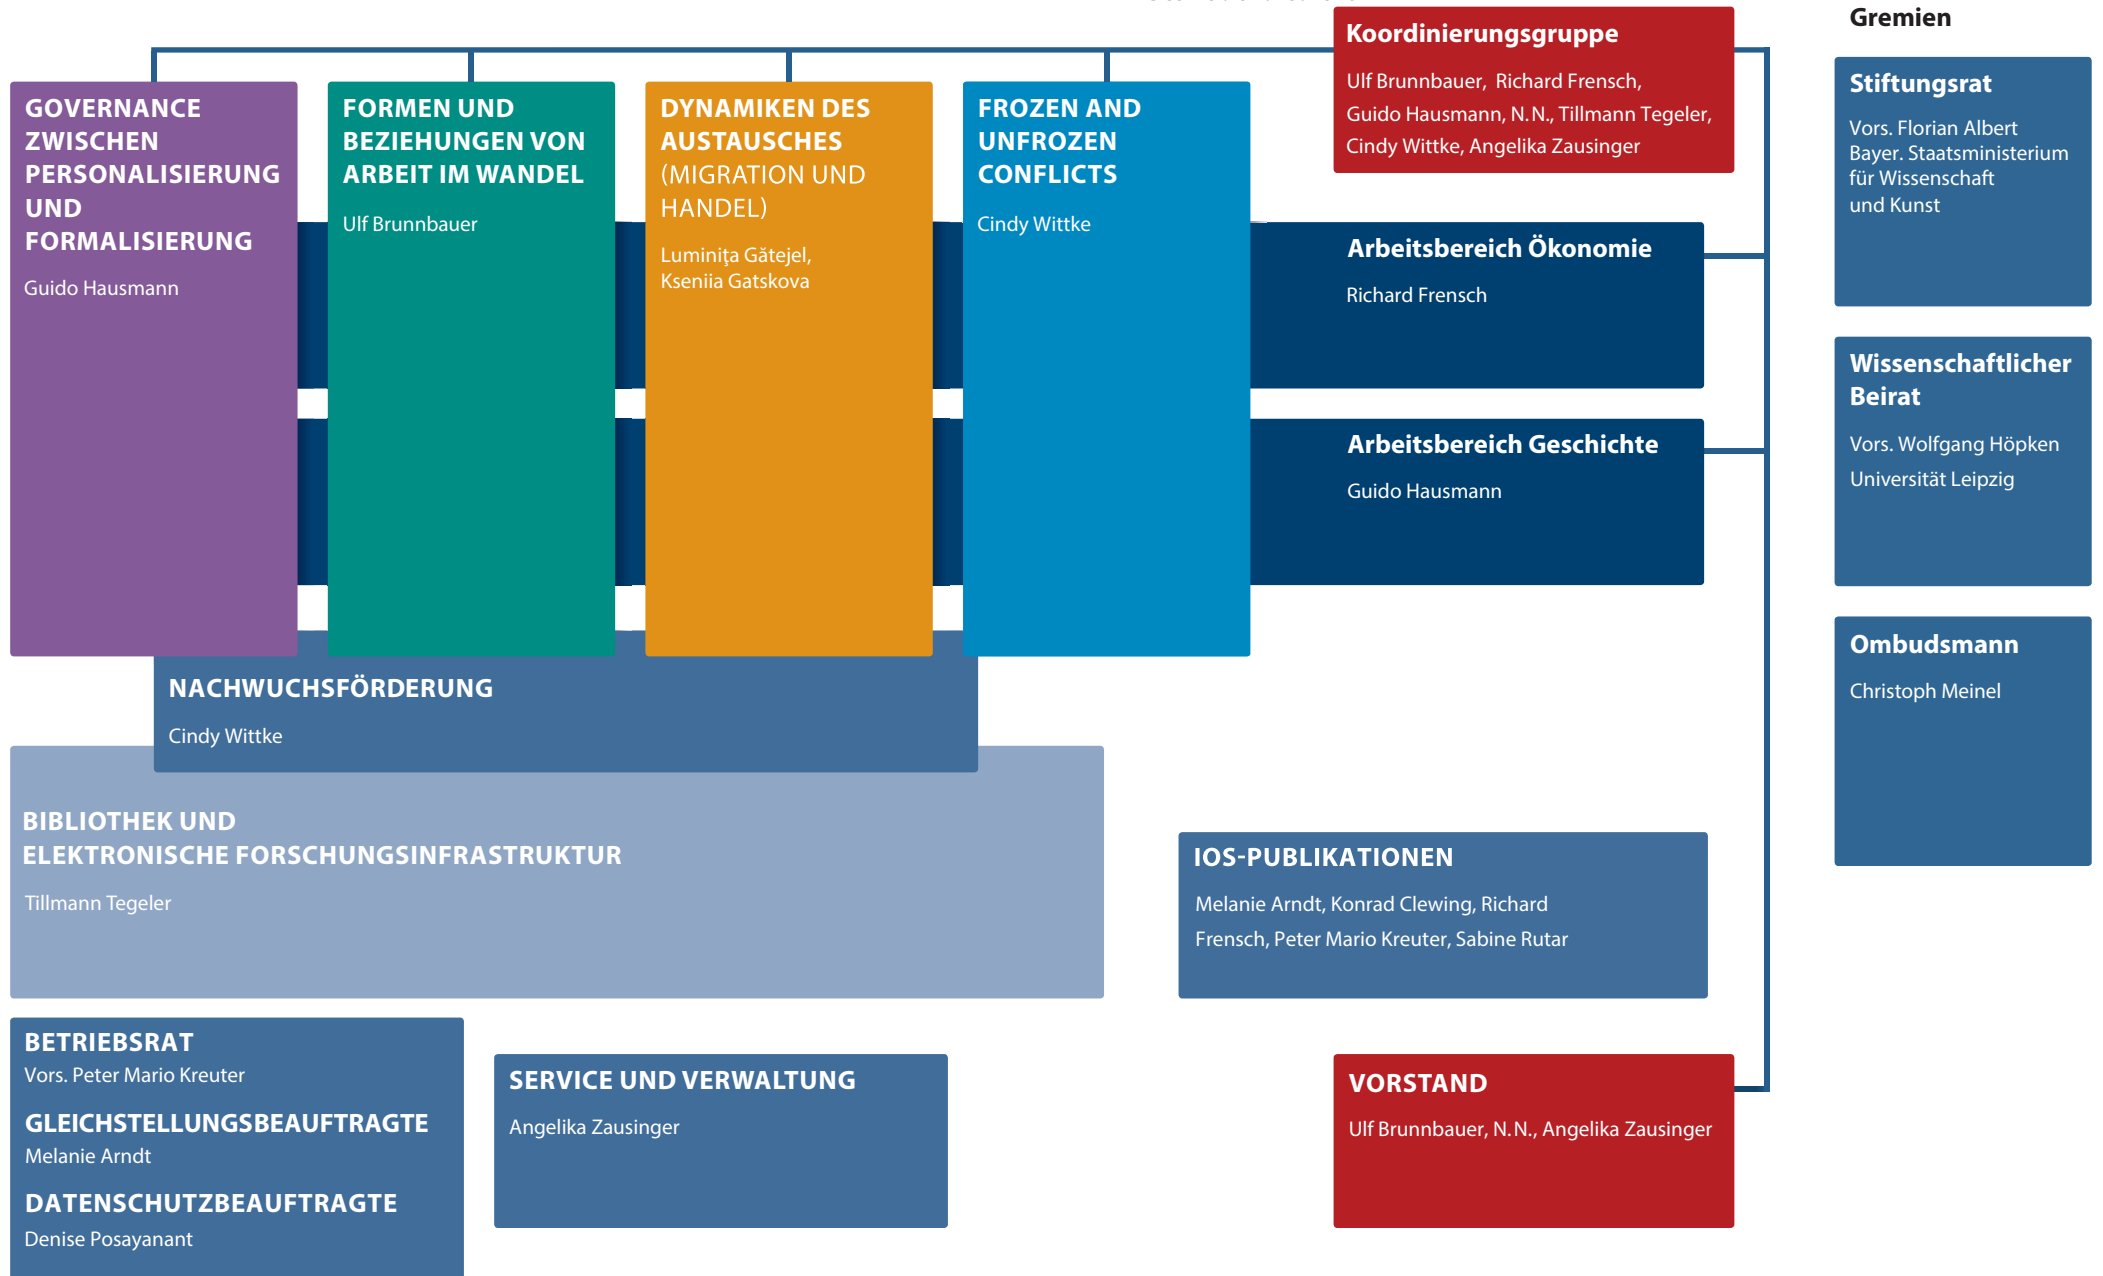 Gremien
Koordinierungsgruppe
Ulf Brunnbauer, Richard Frensch,
Guido Hausmann, N. N., Tillmann Tegeler,
Cindy Wittke, Angelika Zausinger
Stiftungsrat
Vors. Florian Albert
Bayer. Staatsministerium
für Wissenschaft
und Kunst
GOVERNANCE
ZWISCHEN
PERSONALISIERUNG
UND
FORMALISIERUNG
Guido Hausmann
FORMEN UND
BEZIEHUNGEN VON
ARBEIT IM WANDEL
Ulf Brunnbauer
DYNAMIKEN DES
AUSTAUSCHES
(MIGRATION UND
HANDEL)
Luminiţa Gătejel,
Kseniia Gatskova
FROZEN AND
UNFROZEN
CONFLICTS
Cindy Wittke
Arbeitsbereich Ökonomie
Richard Frensch
Wissenschaftlicher
Beirat
Vors. Wolfgang Höpken
Universität Leipzig
Arbeitsbereich Geschichte
Guido Hausmann
Ombudsmann
Christoph Meinel
NACHWUCHSFÖRDERUNG
Cindy Wittke
BIBLIOTHEK UND
ELEKTRONISCHE FORSCHUNGSINFRASTRUKTUR
Tillmann Tegeler
IOS-PUBLIKATIONEN
Melanie Arndt, Konrad Clewing, Richard
Frensch, Peter Mario Kreuter, Sabine Rutar
BETRIEBSRAT
Vors. Peter Mario Kreuter
GLEICHSTELLUNGSBEAUFTRAGTE
Melanie Arndt
DATENSCHUTZBEAUFTRAGTE
Denise Posayanant
SERVICE UND VERWALTUNG
Angelika Zausinger
VORSTAND
Ulf Brunnbauer, N. N., Angelika Zausinger